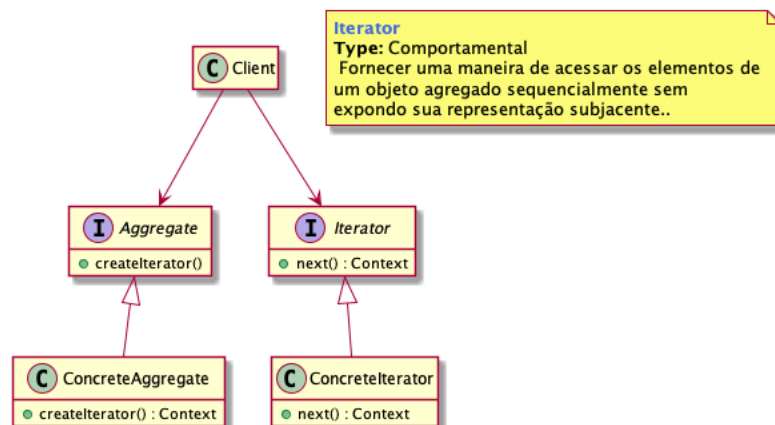 Iterator
Type: Comportamental
Fornecer uma maneira de acessar os elementos de
um objeto agregado sequencialmente sem
expondo sua representação subjacente..
C Client
I Aggregate
createIterator()
I Iterator
next() : Context
C ConcreteAggregate
createIterator() : Context
C ConcreteIterator
next() : Context